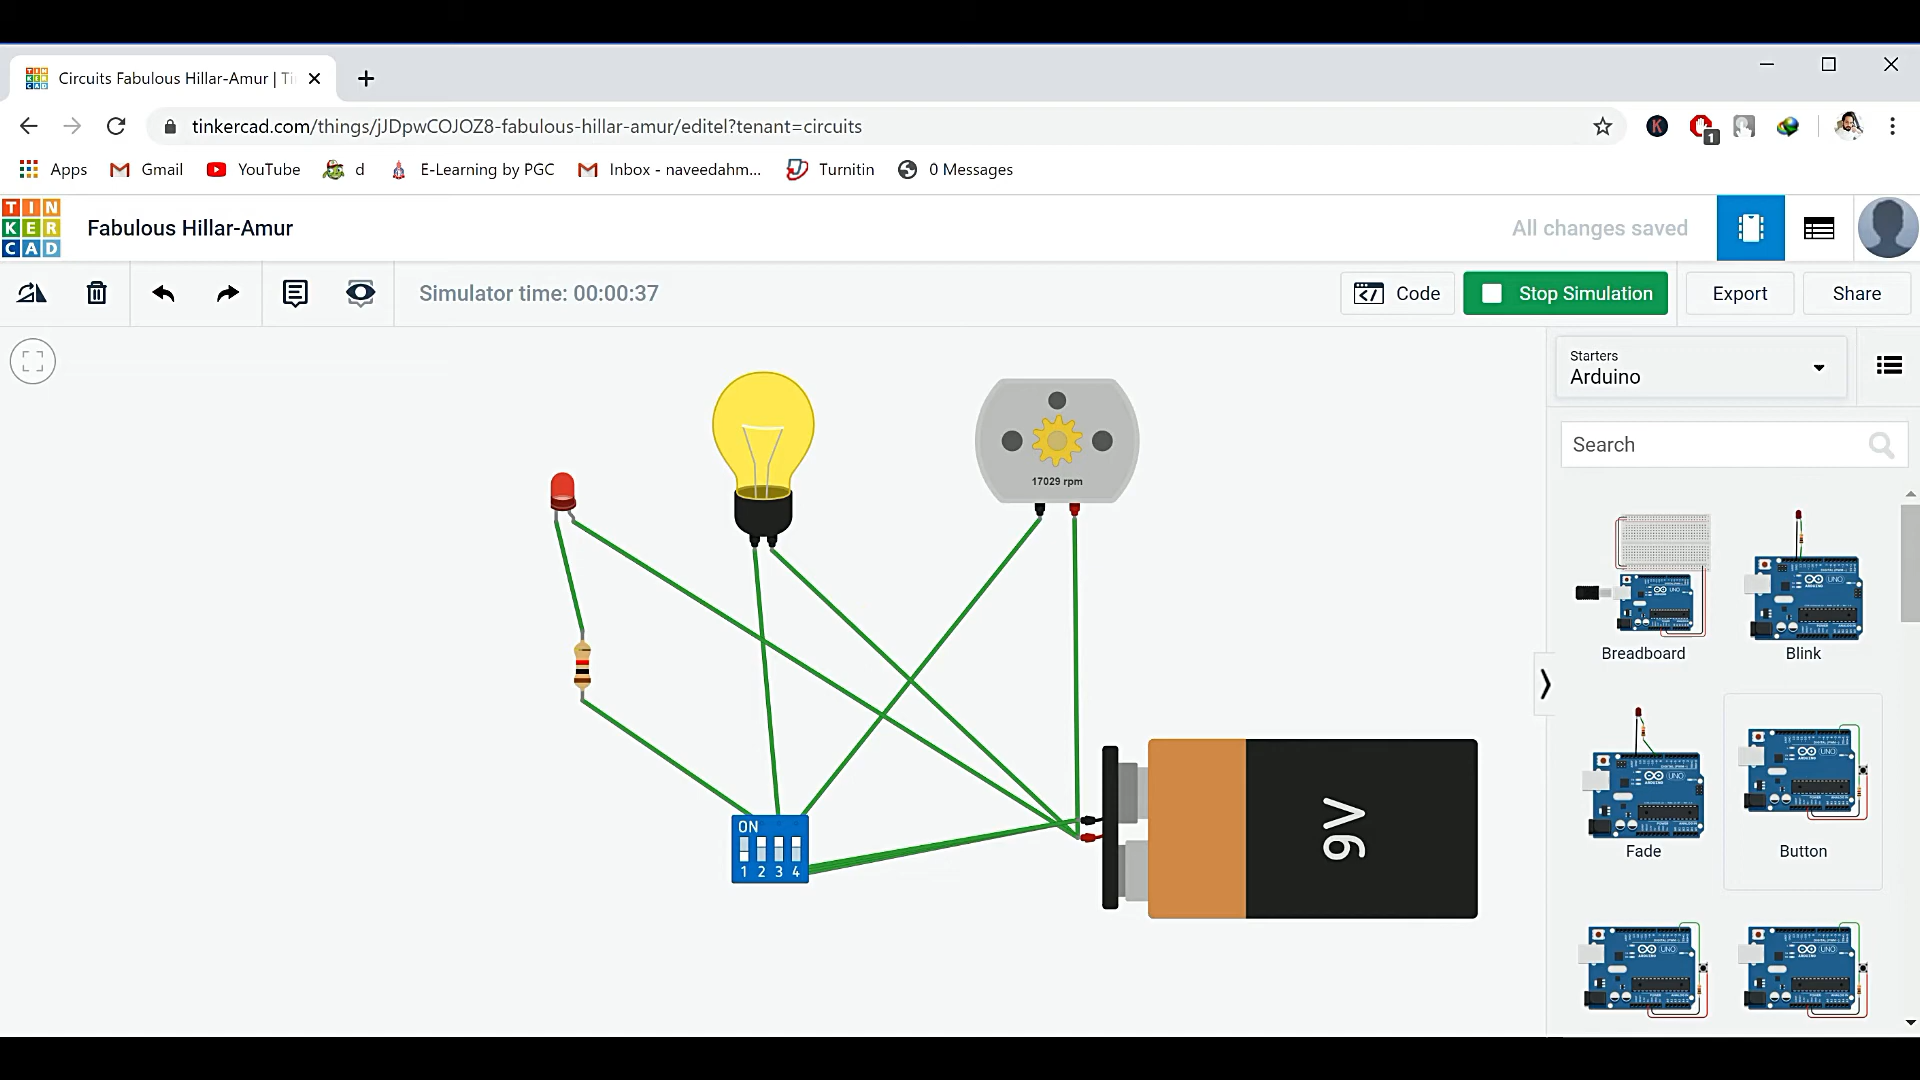 Circuits Fabulous Hillar-Amur | Ti
tinkercad.com/things/jJDpwCOJOZ8-fabulous-hillar-amur/editel?tenant=circuits
K
1
Apps
Gmail
YouTube
d
E-Learning by PGC
Inbox - naveedahm...
Turnitin
0 Messages
TIN
KER
CAD
Fabulous Hillar-Amur
All changes saved
Simulator time: 00:00:37
Code
Stop Simulation
Export
Share
Starters
Arduino
Search
17029 rpm
ON
1 2 3 4
9V
Breadboard
Blink
Fade
Button